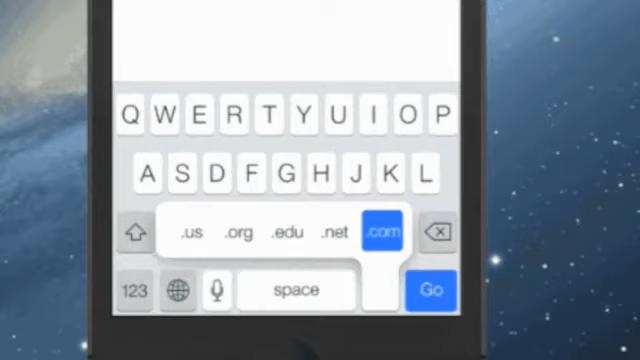 Q W E R T Y U I O P
A S D F G H J K L
.us .org .edu .net .com
123 space Go